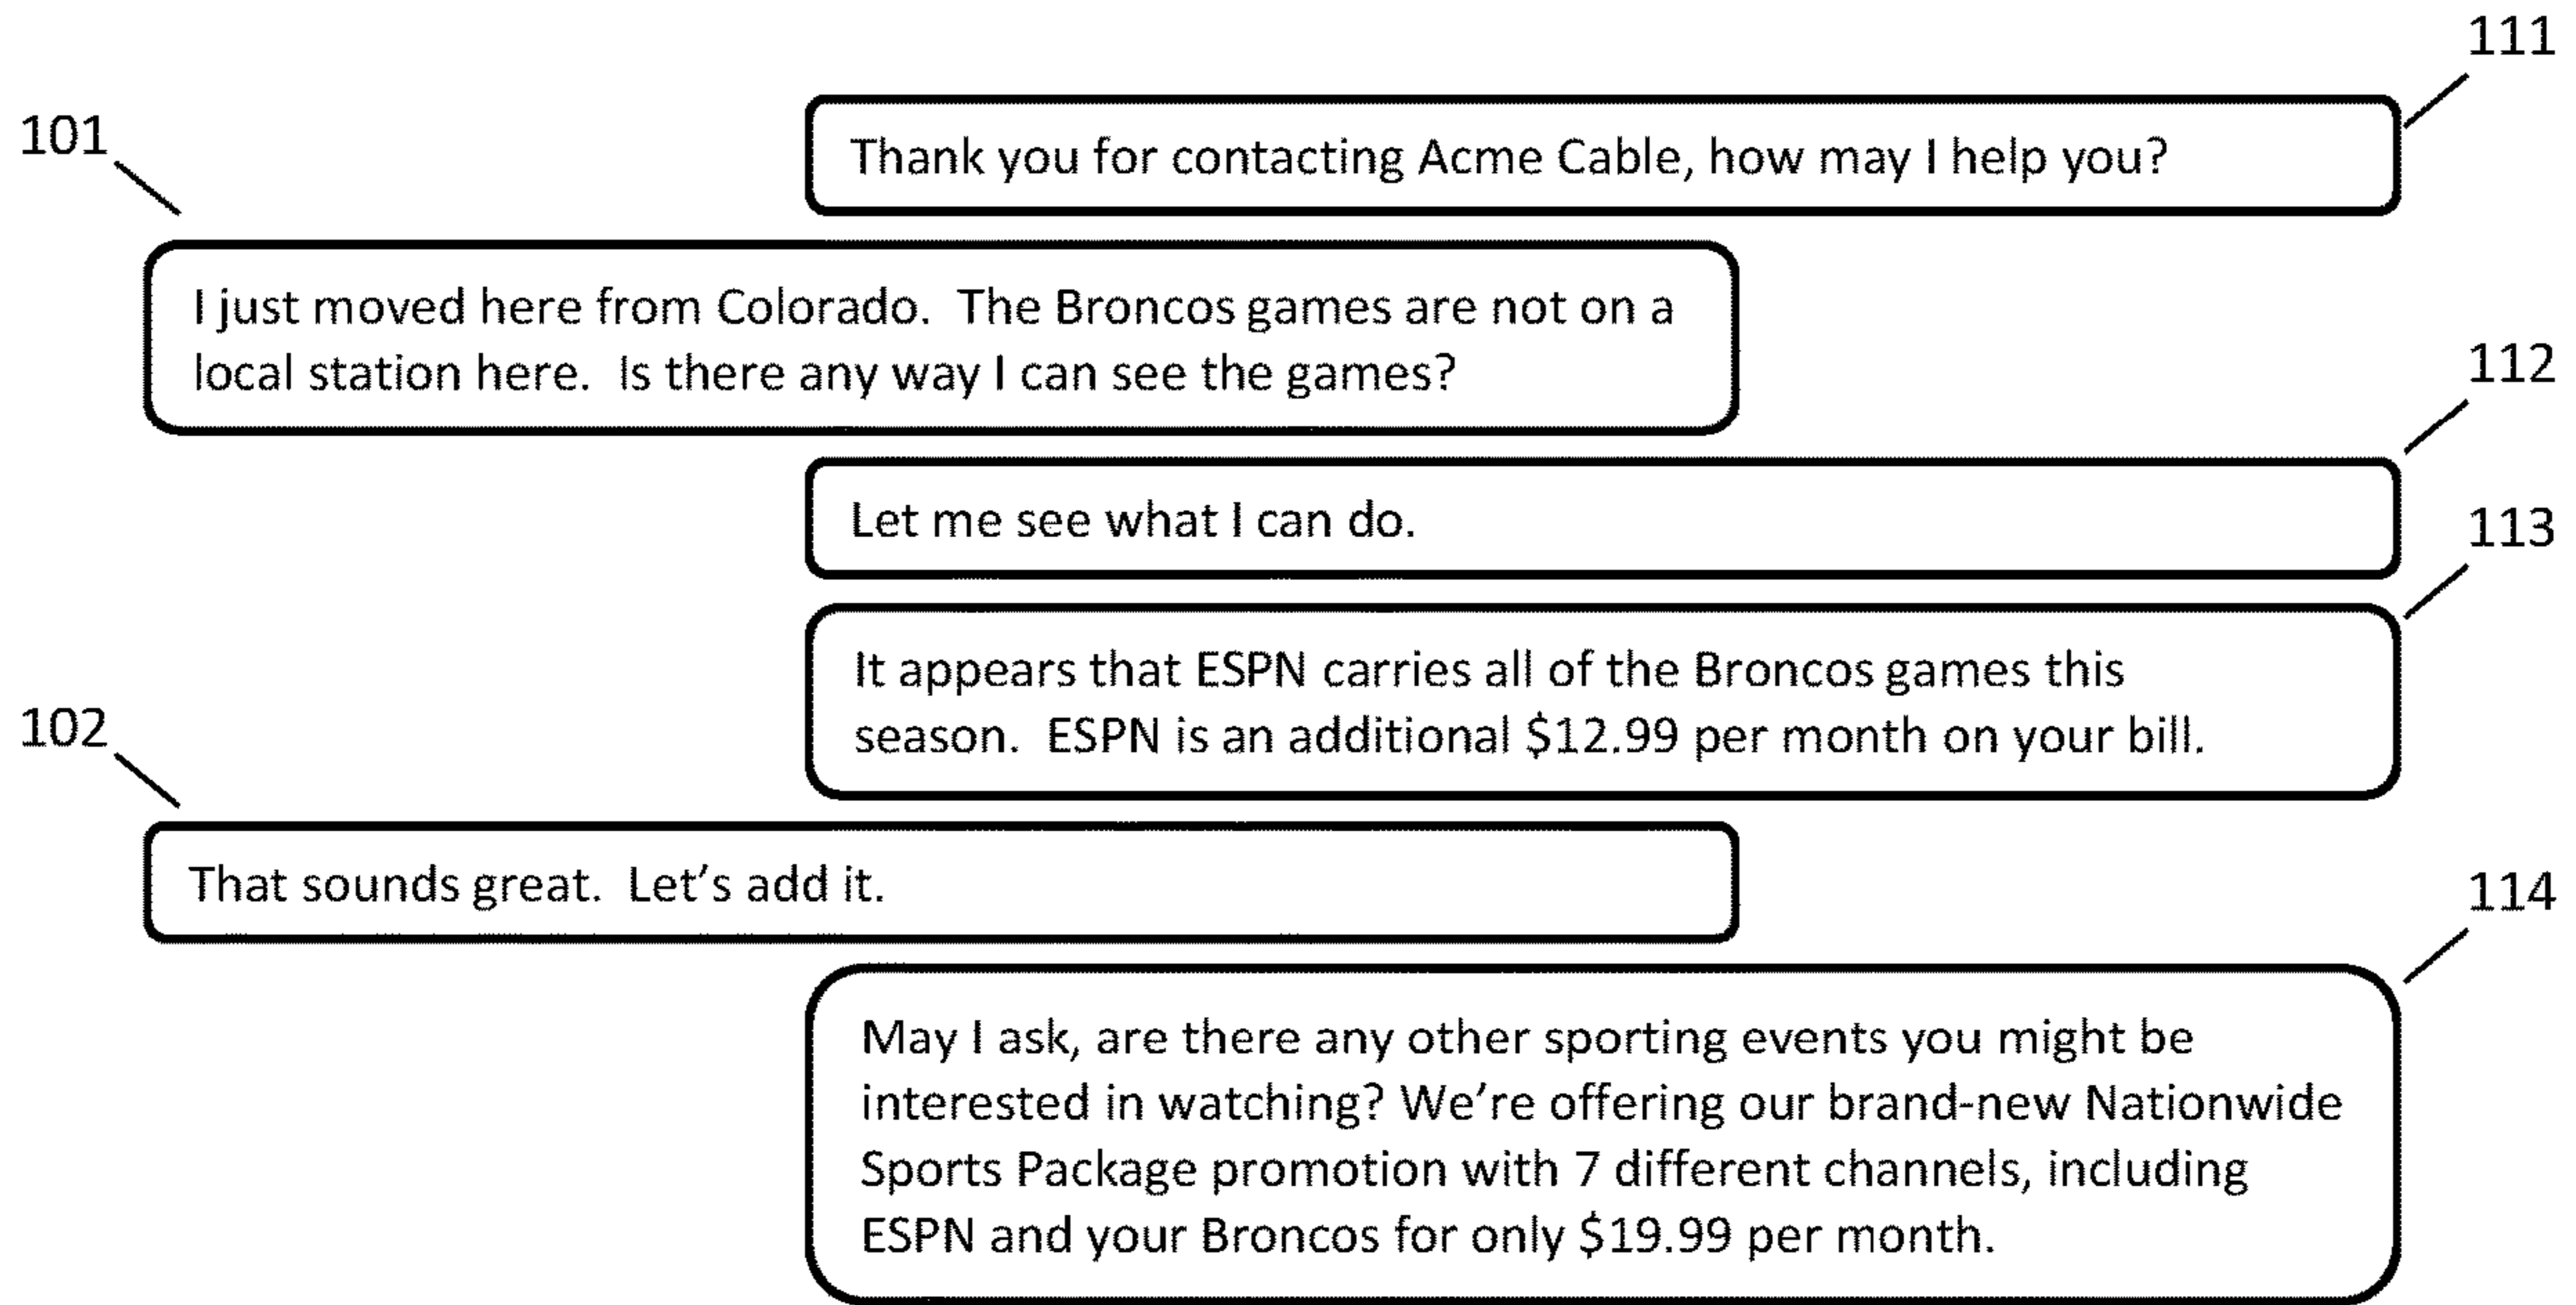 111
101
Thank you for contacting Acme Cable, how may I help you?
I just moved here from Colorado.  The Broncos games are not on a
local station here.  Is there any way I can see the games?
112
Let me see what I can do.
113
It appears that ESPN carries all of the Broncos games this
season.  ESPN is an additional $12.99 per month on your bill.
102
That sounds great.  Let's add it.
114
May I ask, are there any other sporting events you might be
interested in watching? We're offering our brand-new Nationwide
Sports Package promotion with 7 different channels, including
ESPN and your Broncos for only $19.99 per month.